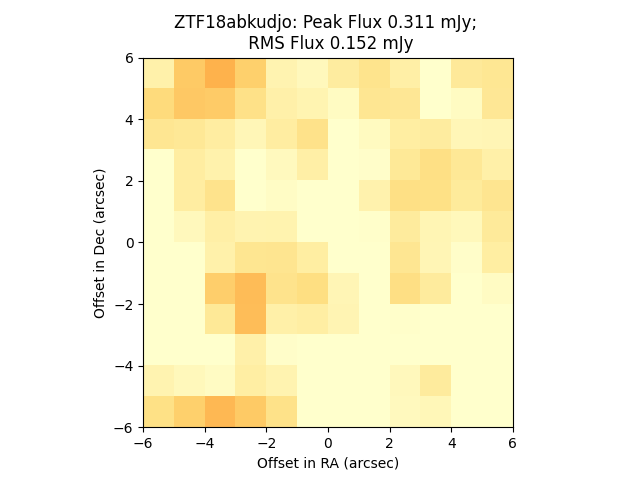 ZTF18abkudjo: Peak Flux 0.311 mJy;
RMS Flux 0.152 mJy
6
4
2
0
−2
−4
−6
Offset in Dec (arcsec)
−6 −4 −2 0 2 4 6
Offset in RA (arcsec)